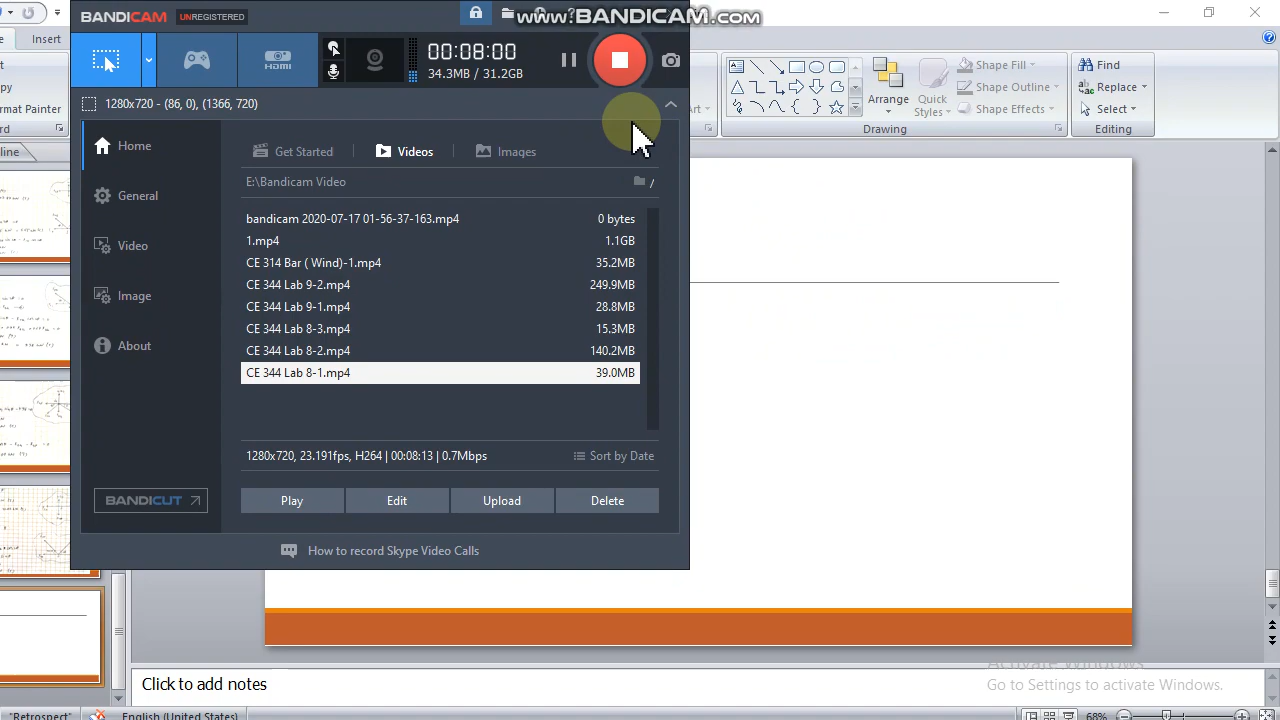 BANDICAM UNREGISTERED
www.BANDICAM.com
HDMI
00:08:00
34.3MB / 31.2GB
1280x720 - (86, 0), (1366, 720)
Home
General
Video
Image
About
BANDICUT
Get Started
Videos
Images
E:\Bandicam Video
/
bandicam 2020-07-17 01-56-37-163.mp4 0 bytes
1.mp4 1.1GB
CE 314 Bar ( Wind)-1.mp4 35.2MB
CE 344 Lab 9-2.mp4 249.9MB
CE 344 Lab 9-1.mp4 28.8MB
CE 344 Lab 8-3.mp4 15.3MB
CE 344 Lab 8-2.mp4 140.2MB
CE 344 Lab 8-1.mp4 39.0MB
1280x720, 23.191fps, H264 | 00:08:13 | 0.7Mbps
Sort by Date
Play Edit Upload Delete
How to record Skype Video Calls
Insert
Format Painter
Arrange
Quick Styles
Shape Fill
Shape Outline
Shape Effects
Drawing
Find
Replace
Select
Editing
Click to add notes
Activate Windows
Go to Settings to activate Windows.
"Retrospect"
English (United States)
68%